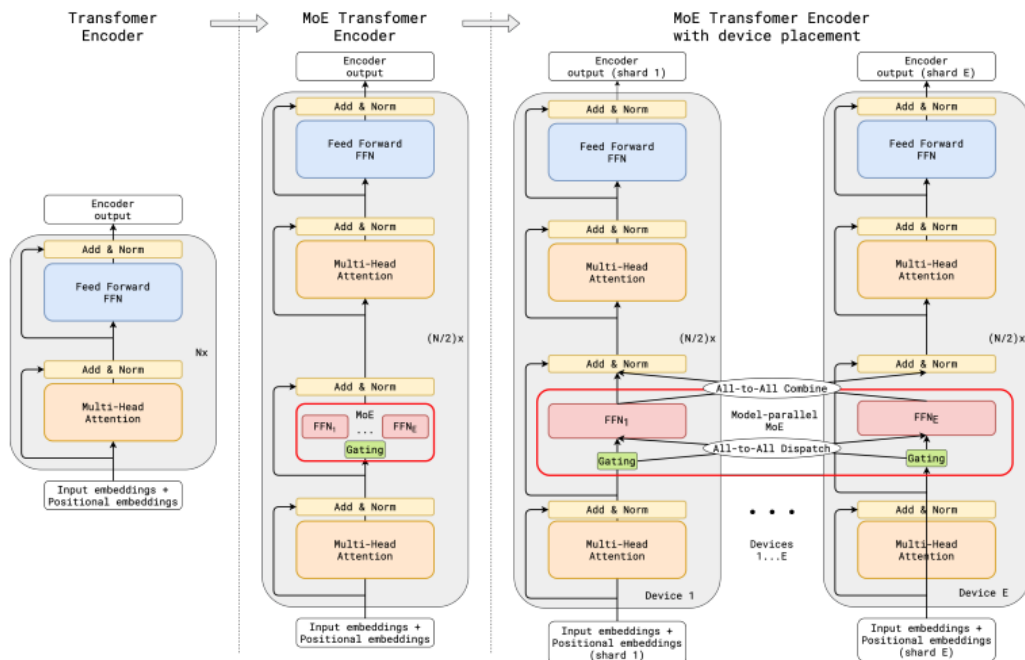 Transfomer
Encoder
MoE Transfomer
Encoder
MoE Transfomer Encoder
with device placement
Encoder
output
Add & Norm
Feed Forward
FFN
Add & Norm
Multi-Head
Attention
Nx
Input embeddings +
Positional embeddings
Encoder
output
Add & Norm
Feed Forward
FFN
Add & Norm
Multi-Head
Attention
(N/2)x
Add & Norm
MoE
FFN₁
...
FFNE
Gating
Add & Norm
Multi-Head
Attention
Input embeddings +
Positional embeddings
Encoder
output (shard 1)
Add & Norm
Feed Forward
FFN
Add & Norm
Multi-Head
Attention
(N/2)x
Add & Norm
FFN₁
Gating
Add & Norm
Multi-Head
Attention
Device 1
Input embeddings +
Positional embeddings
(shard 1)
All-to-All Combine
Model-parallel
MoE
All-to-All Dispatch
Devices
1...E
Encoder
output (shard E)
Add & Norm
Feed Forward
FFN
Add & Norm
Multi-Head
Attention
(N/2)x
Add & Norm
FFNE
Gating
Add & Norm
Multi-Head
Attention
Device E
Input embeddings +
Positional embeddings
(shard E)